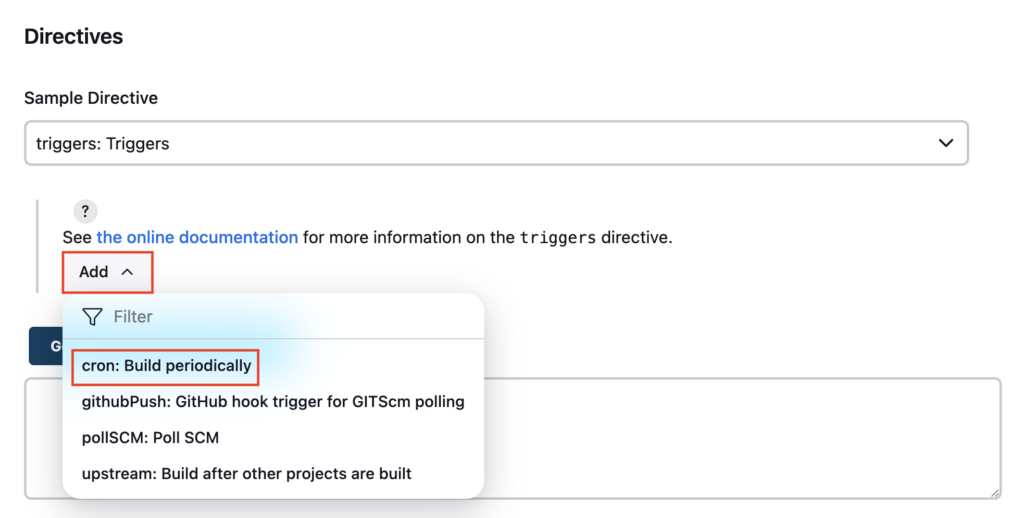 Directives
Sample Directive
triggers: Triggers
?
See the online documentation for more information on the triggers directive.
Add
Filter
G
cron: Build periodically
githubPush: GitHub hook trigger for GITScm polling
pollSCM: Poll SCM
upstream: Build after other projects are built